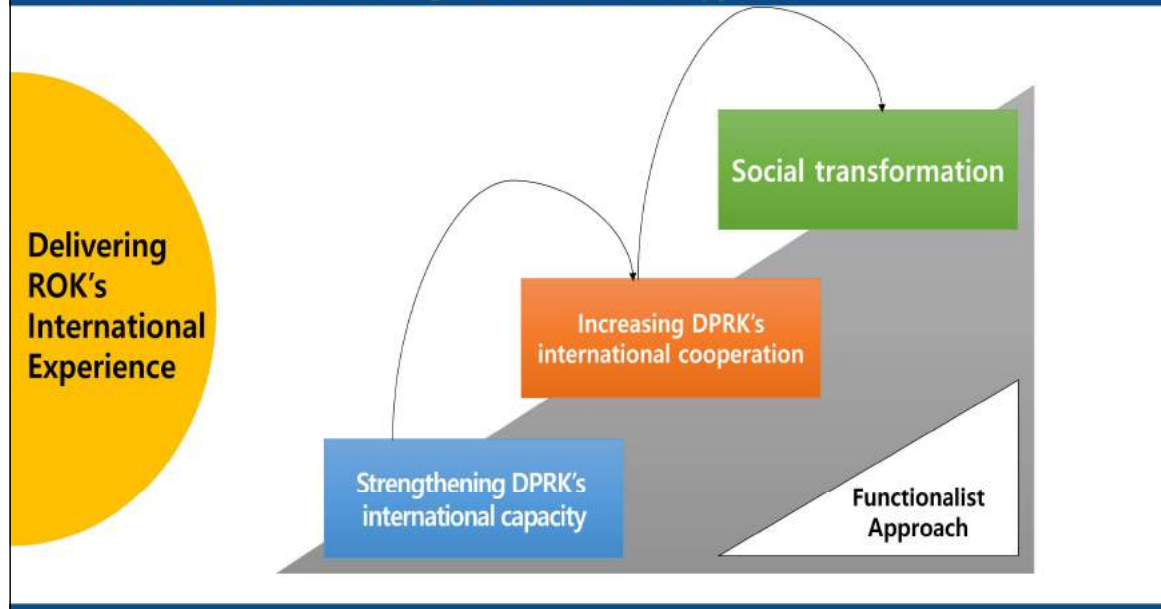 Delivering
ROK's
International
Experience
Social transformation
Increasing DPRK's
international cooperation
Strengthening DPRK's
international capacity
Functionalist
Approach